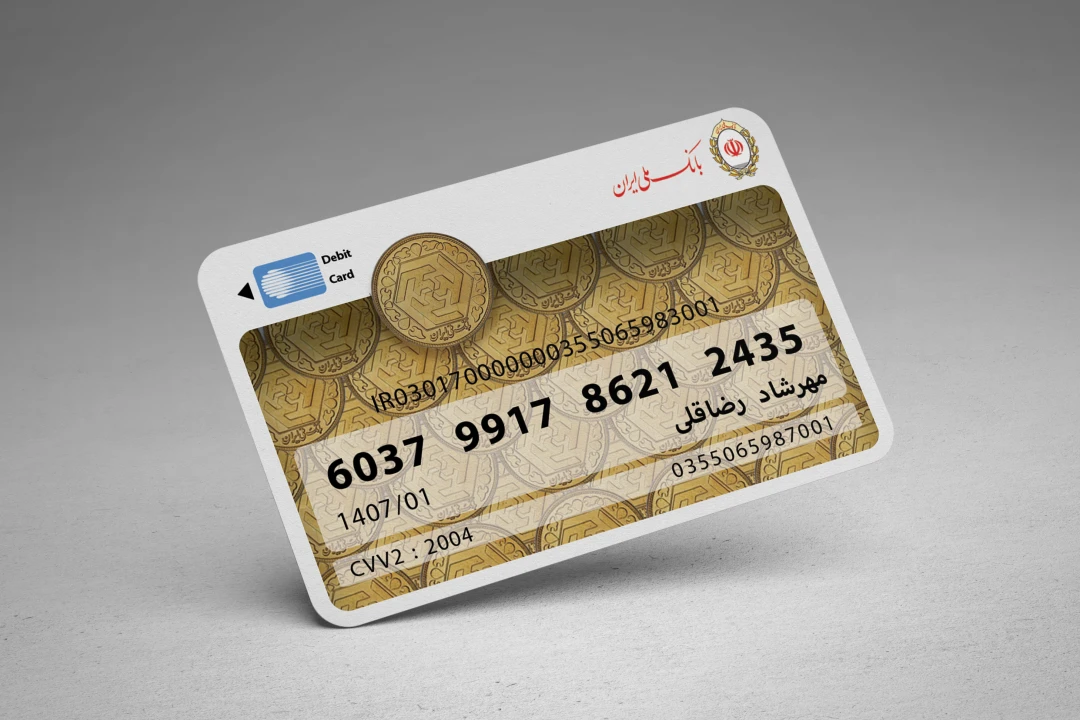 بانک ملی ایران
Debit
Card
IR030170000000355065983001
6037 9917 8621 2435
مهرشاد رضاقلی
1407/01
0355065987001
CVV2 : 2004